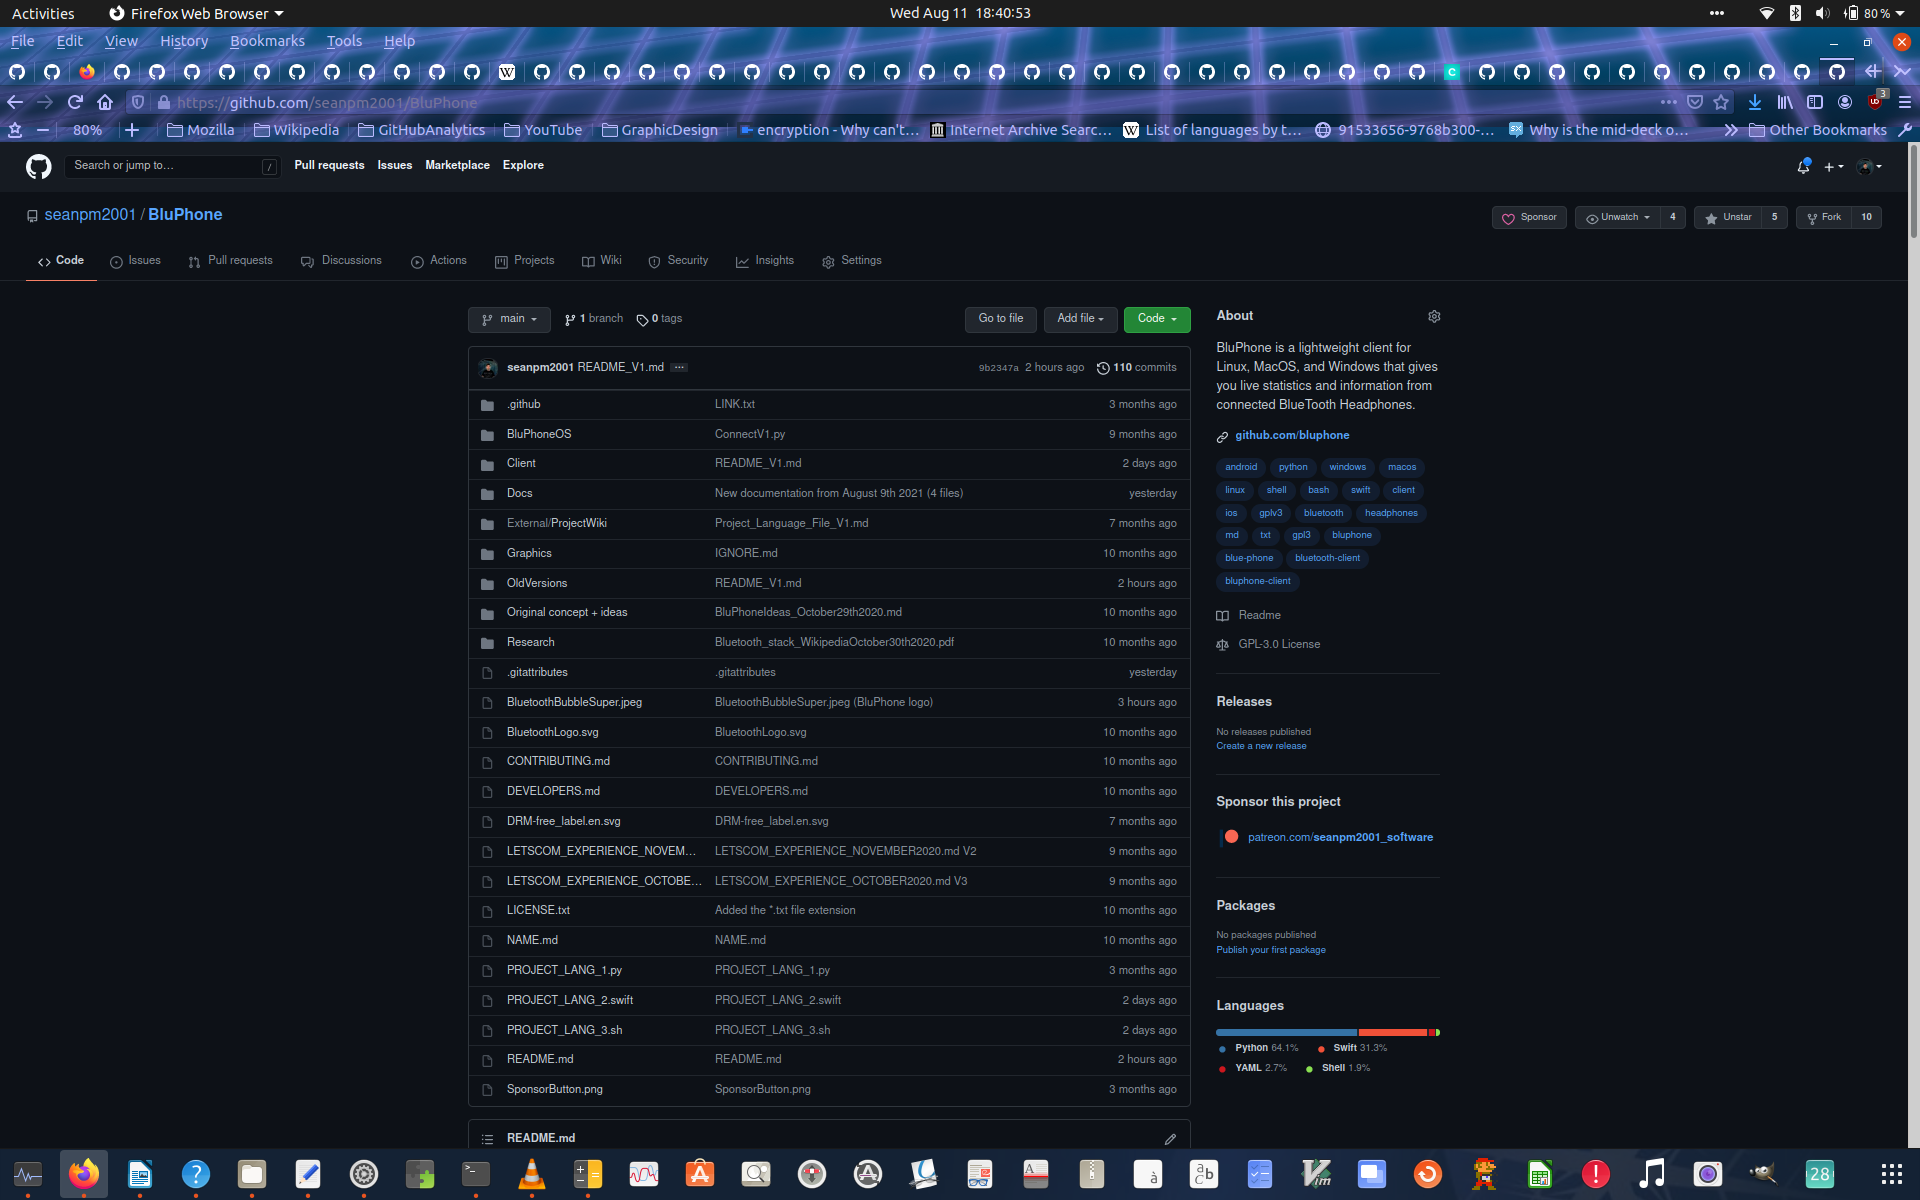 Activities Firefox Web Browser Wed Aug 11 18:40:53 80 %
File Edit View History Bookmarks Tools Help
https://github.com/seanpm2001/BluPhone 3
80% Mozilla Wikipedia GitHubAnalytics YouTube GraphicDesign encryption - Why can't… Internet Archive Searc… List of languages by t… 91533656-9768b300-… Why is the mid-deck o… Other Bookmarks
Search or jump to… / Pull requests Issues Marketplace Explore
seanpm2001 / BluPhone Sponsor Unwatch 4 Unstar 5 Fork 10
Code Issues Pull requests Discussions Actions Projects Wiki Security Insights Settings
main 1 branch 0 tags Go to file Add file Code
seanpm2001 README_V1.md ... 9b2347a 2 hours ago 110 commits
.github LINK.txt 3 months ago
BluPhoneOS ConnectV1.py 9 months ago
Client README_V1.md 2 days ago
Docs New documentation from August 9th 2021 (4 files) yesterday
External/ProjectWiki Project_Language_File_V1.md 7 months ago
Graphics IGNORE.md 10 months ago
OldVersions README_V1.md 2 hours ago
Original concept + ideas BluPhoneIdeas_October29th2020.md 10 months ago
Research Bluetooth_stack_WikipediaOctober30th2020.pdf 10 months ago
.gitattributes .gitattributes yesterday
BluetoothBubbleSuper.jpeg BluetoothBubbleSuper.jpeg (BluPhone logo) 3 hours ago
BluetoothLogo.svg BluetoothLogo.svg 10 months ago
CONTRIBUTING.md CONTRIBUTING.md 10 months ago
DEVELOPERS.md DEVELOPERS.md 10 months ago
DRM-free_label.en.svg DRM-free_label.en.svg 7 months ago
LETSCOM_EXPERIENCE_NOVEM… LETSCOM_EXPERIENCE_NOVEMBER2020.md V2 9 months ago
LETSCOM_EXPERIENCE_OCTOBE… LETSCOM_EXPERIENCE_OCTOBER2020.md V3 9 months ago
LICENSE.txt Added the *.txt file extension 10 months ago
NAME.md NAME.md 10 months ago
PROJECT_LANG_1.py PROJECT_LANG_1.py 3 months ago
PROJECT_LANG_2.swift PROJECT_LANG_2.swift 2 days ago
PROJECT_LANG_3.sh PROJECT_LANG_3.sh 2 days ago
README.md README.md 2 hours ago
SponsorButton.png SponsorButton.png 3 months ago
README.md
About
BluPhone is a lightweight client for
Linux, MacOS, and Windows that gives
you live statistics and information from
connected BlueTooth Headphones.
github.com/bluphone
android python windows macos
linux shell bash swift client
ios gplv3 bluetooth headphones
md txt gpl3 bluphone
blue-phone bluetooth-client
bluphone-client
Readme
GPL-3.0 License
Releases
No releases published
Create a new release
Sponsor this project
patreon.com/seanpm2001_software
Packages
No packages published
Publish your first package
Languages
Python 64.1% Swift 31.3%
YAML 2.7% Shell 1.9%
28